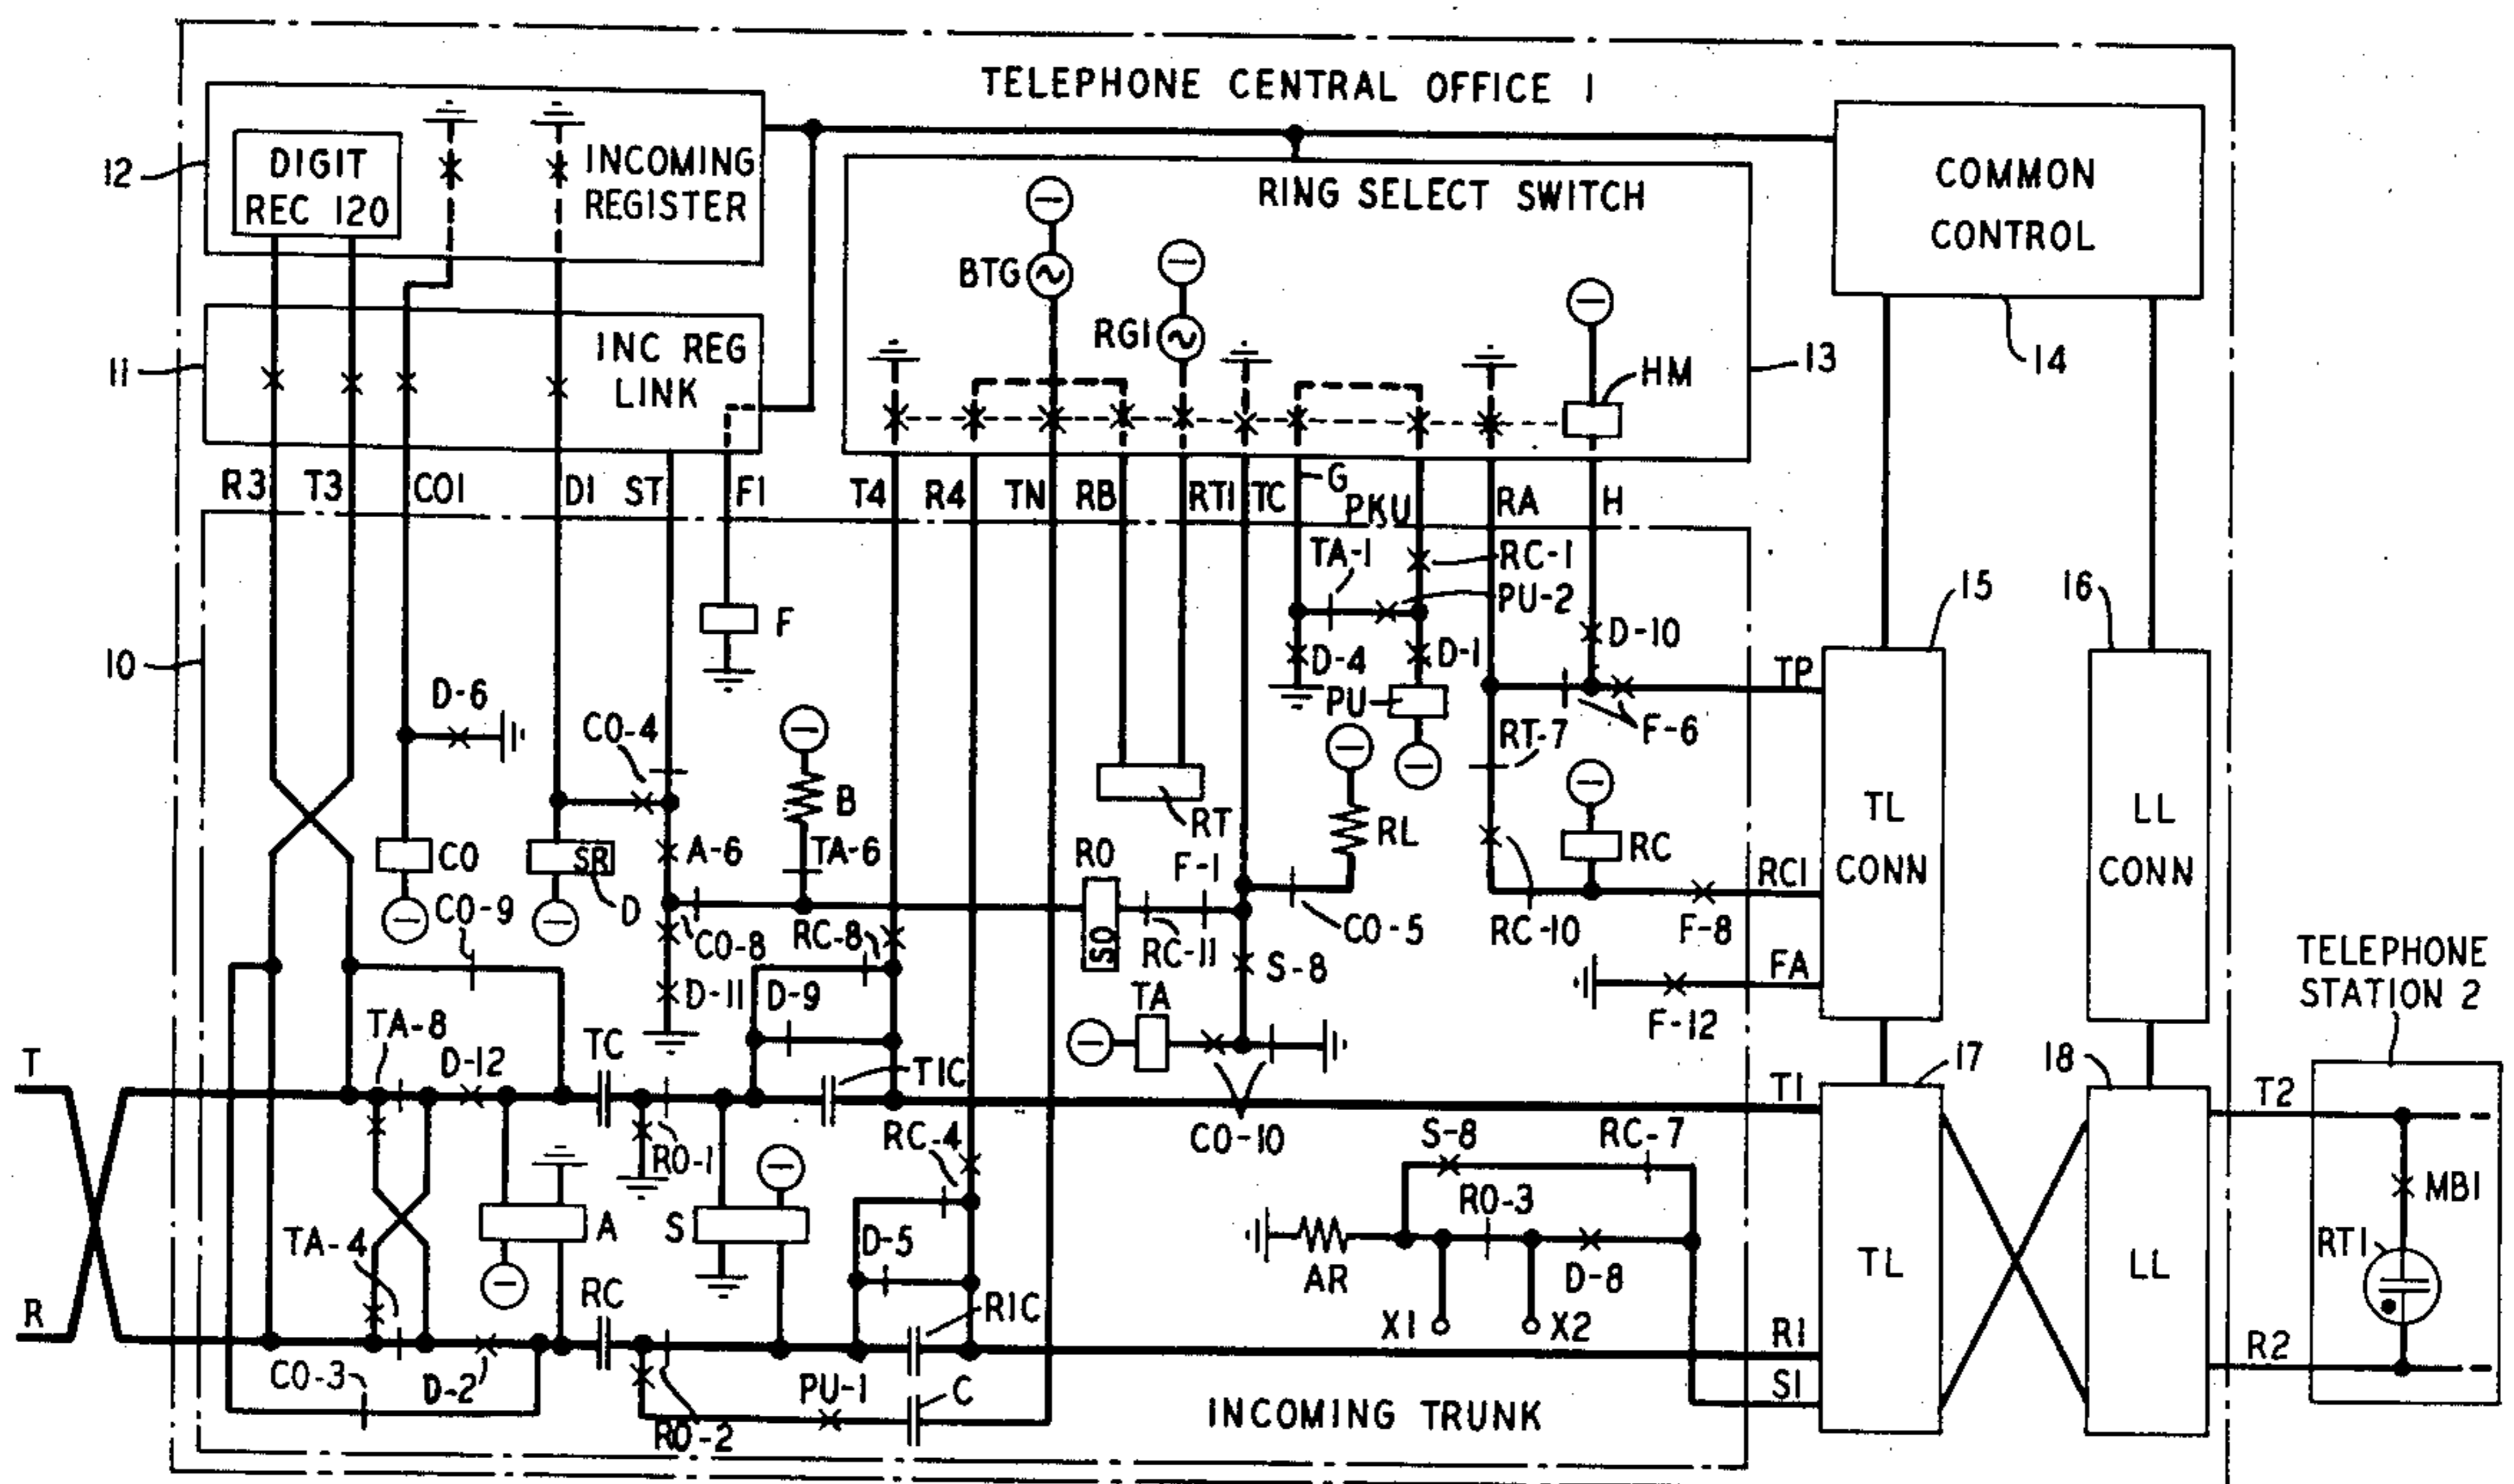 TELEPHONE CENTRAL OFFICE 1
12
DIGIT
REC 120
INCOMING
REGISTER
RING SELECT SWITCH
COMMON
CONTROL
BTG
RG1
11
INC REG
LINK
HM
13
14
R3
T3
CO1
D1
ST
F1
T4
R4
TN
RB
RT1
TC
G
PKU
RA
H
TA-1
RC-1
PU-2
15
16
10
F
D-10
D-4
D-1
TP
D-6
PU
CO-4
RT-7
F-6
B
RT
RL
TL
CONN
LL
CONN
CO
SR
A-6
TA-6
RO
F-1
RC
RC1
CO-9
D
CO-8
RC-8
SO
RC-11
CO-5
RC-10
F-8
TELEPHONE
STATION 2
D-11
D-9
S-8
FA
TA-8
TA
F-12
T
D-12
TC
T1C
17
18
T1
T2
RC-4
CO-10
S-8
RC-7
RO-1
MB1
TA-4
A
S
D-5
RO-3
TL
LL
RT1
R
RC
R1C
AR
D-8
X1
X2
R1
R2
CO-3
D-2
PU-1
C
S1
RO-2
INCOMING TRUNK